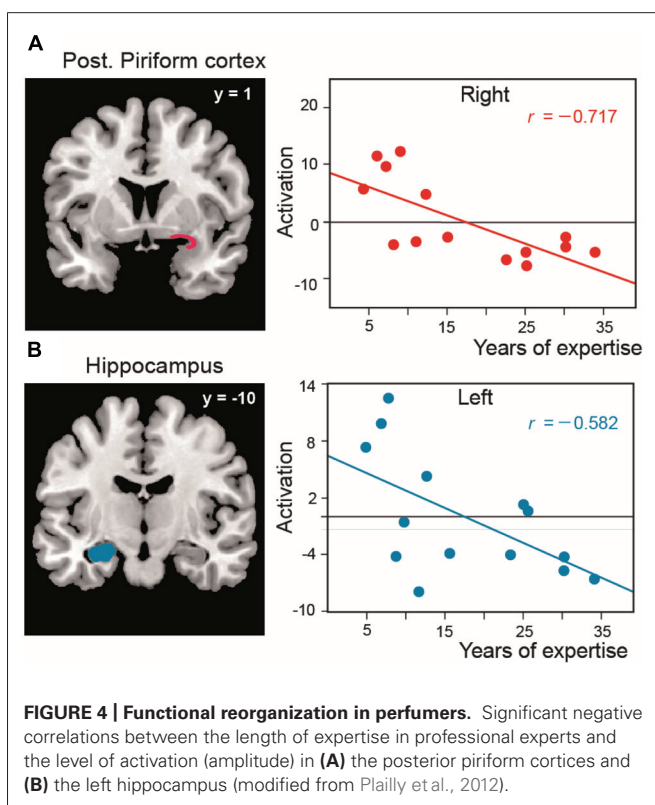 A
Post. Piriform cortex
y = 1
Right
r = −0.717
20
10
0
-10
Activation
5
15
25
35
Years of expertise
B
Hippocampus
y = -10
Left
r = −0.582
14
8
2
-4
-10
Activation
5
15
25
35
Years of expertise
FIGURE 4 | Functional reorganization in perfumers. Significant negative
correlations between the length of expertise in professional experts and
the level of activation (amplitude) in (A) the posterior piriform cortices and
(B) the left hippocampus (modified from Plailly et al., 2012).